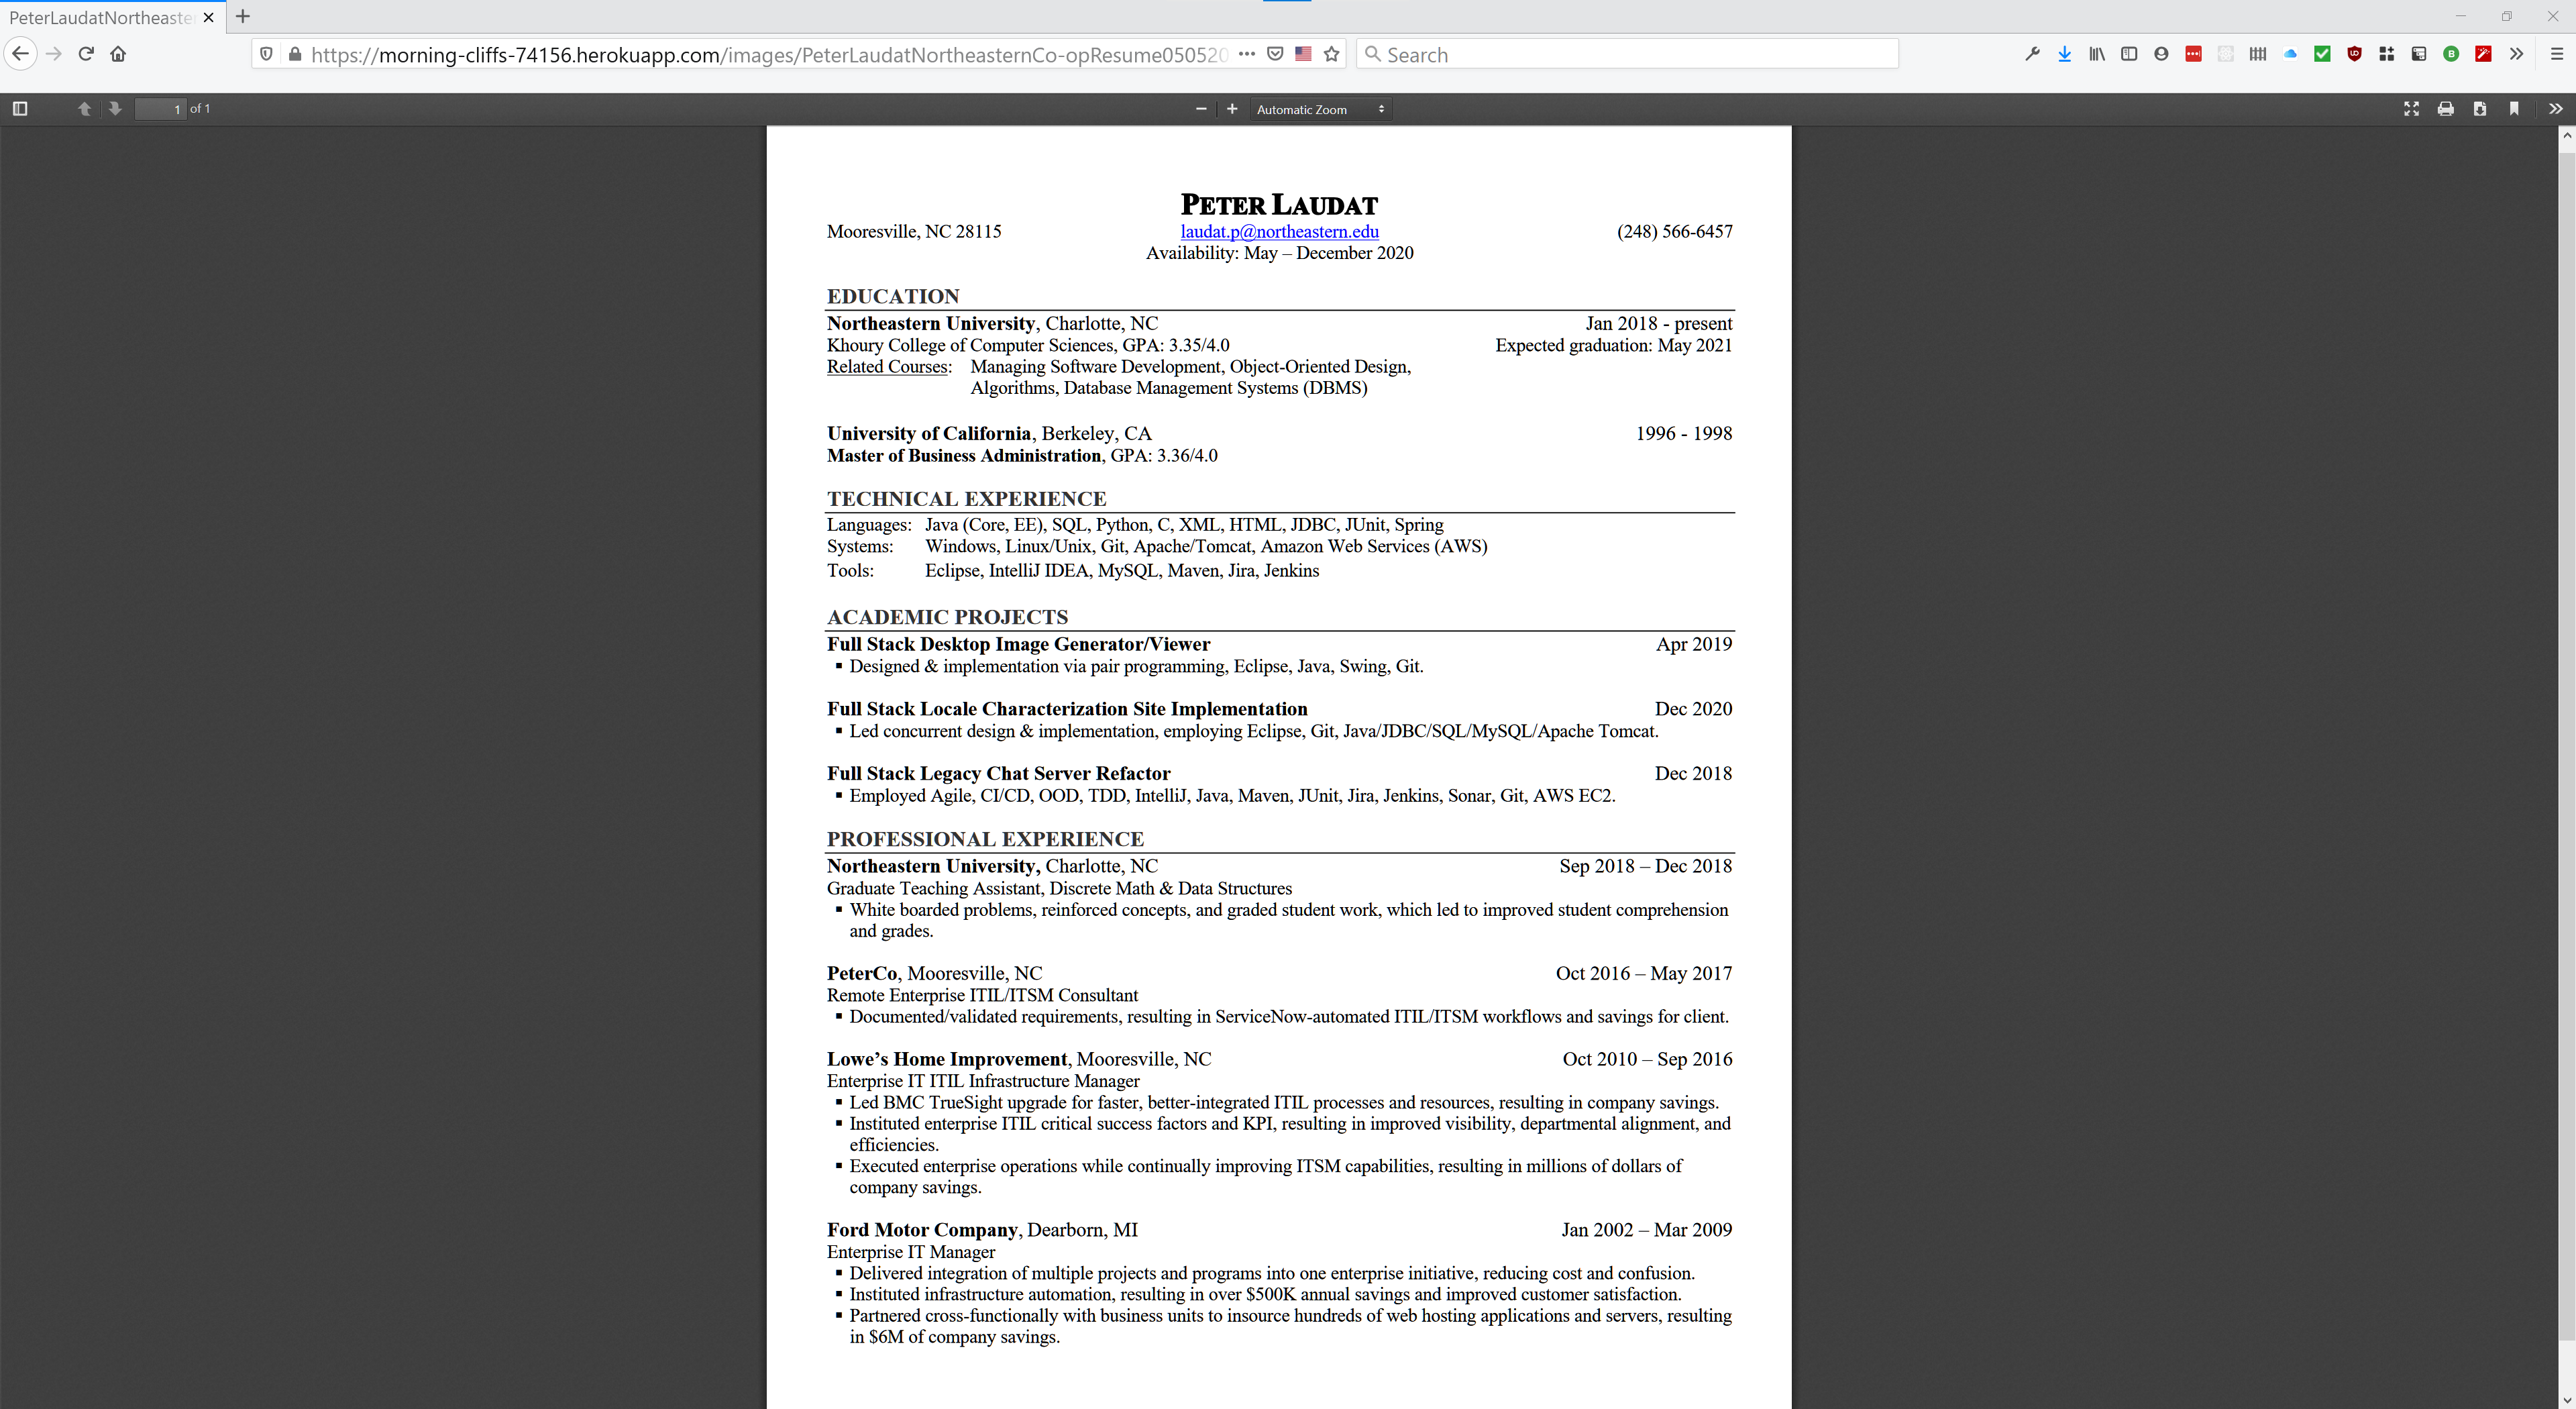 PeterLaudatNortheaste
https://morning-cliffs-74156.herokuapp.com/images/PeterLaudatNortheasternCo-opResume050520
Search
1 of 1
Automatic Zoom
PETER LAUDAT
Mooresville, NC 28115 laudat.p@northeastern.edu (248) 566-6457
Availability: May – December 2020
EDUCATION
Northeastern University, Charlotte, NC Jan 2018 - present
Khoury College of Computer Sciences, GPA: 3.35/4.0 Expected graduation: May 2021
Related Courses: Managing Software Development, Object-Oriented Design,
Algorithms, Database Management Systems (DBMS)
University of California, Berkeley, CA 1996 - 1998
Master of Business Administration, GPA: 3.36/4.0
TECHNICAL EXPERIENCE
Languages: Java (Core, EE), SQL, Python, C, XML, HTML, JDBC, JUnit, Spring
Systems: Windows, Linux/Unix, Git, Apache/Tomcat, Amazon Web Services (AWS)
Tools: Eclipse, IntelliJ IDEA, MySQL, Maven, Jira, Jenkins
ACADEMIC PROJECTS
Full Stack Desktop Image Generator/Viewer Apr 2019
▪ Designed & implementation via pair programming, Eclipse, Java, Swing, Git.
Full Stack Locale Characterization Site Implementation Dec 2020
▪ Led concurrent design & implementation, employing Eclipse, Git, Java/JDBC/SQL/MySQL/Apache Tomcat.
Full Stack Legacy Chat Server Refactor Dec 2018
▪ Employed Agile, CI/CD, OOD, TDD, IntelliJ, Java, Maven, JUnit, Jira, Jenkins, Sonar, Git, AWS EC2.
PROFESSIONAL EXPERIENCE
Northeastern University, Charlotte, NC Sep 2018 – Dec 2018
Graduate Teaching Assistant, Discrete Math & Data Structures
▪ White boarded problems, reinforced concepts, and graded student work, which led to improved student comprehension
and grades.
PeterCo, Mooresville, NC Oct 2016 – May 2017
Remote Enterprise ITIL/ITSM Consultant
▪ Documented/validated requirements, resulting in ServiceNow-automated ITIL/ITSM workflows and savings for client.
Lowe’s Home Improvement, Mooresville, NC Oct 2010 – Sep 2016
Enterprise IT ITIL Infrastructure Manager
▪ Led BMC TrueSight upgrade for faster, better-integrated ITIL processes and resources, resulting in company savings.
▪ Instituted enterprise ITIL critical success factors and KPI, resulting in improved visibility, departmental alignment, and
efficiencies.
▪ Executed enterprise operations while continually improving ITSM capabilities, resulting in millions of dollars of
company savings.
Ford Motor Company, Dearborn, MI Jan 2002 – Mar 2009
Enterprise IT Manager
▪ Delivered integration of multiple projects and programs into one enterprise initiative, reducing cost and confusion.
▪ Instituted infrastructure automation, resulting in over $500K annual savings and improved customer satisfaction.
▪ Partnered cross-functionally with business units to insource hundreds of web hosting applications and servers, resulting
in $6M of company savings.